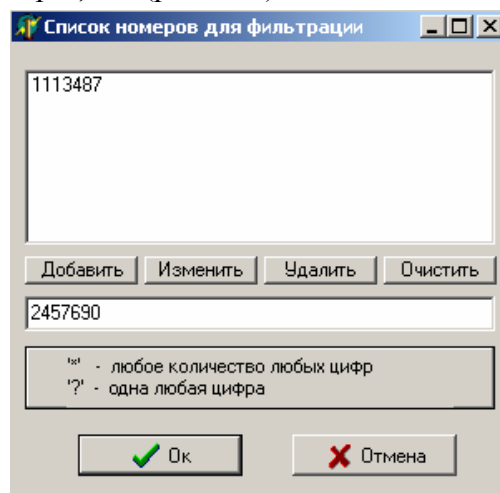 Список номеров для фильтрации
1113487
Добавить Изменить Удалить Очистить
2457690
'*' - любое количество любых цифр
'?' - одна любая цифра
Ок Отмена